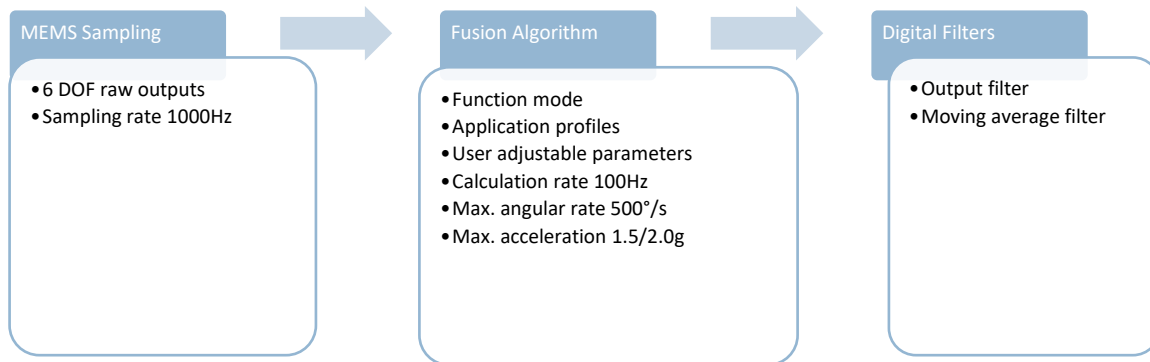 MEMS Sampling
•6 DOF raw outputs
•Sampling rate 1000Hz
Fusion Algorithm
•Function mode
•Application profiles
•User adjustable parameters
•Calculation rate 100Hz
•Max. angular rate 500°/s
•Max. acceleration 1.5/2.0g
Digital Filters
•Output filter
•Moving average filter